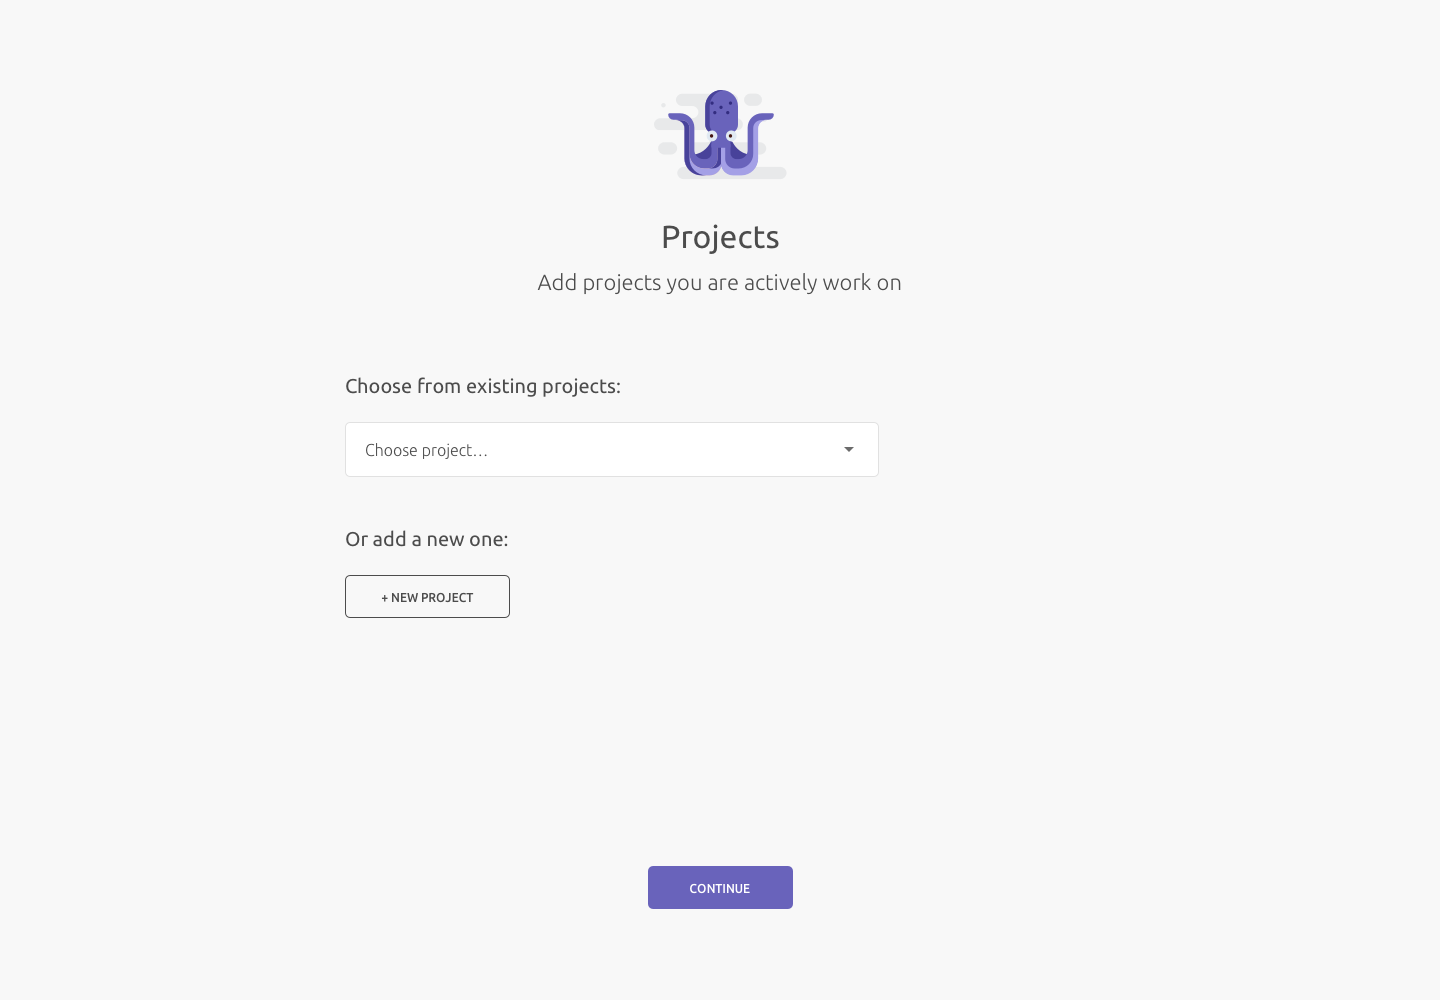 Projects
Add projects you are actively work on
Choose from existing projects:
Choose project...
Or add a new one:
+ NEW PROJECT
CONTINUE